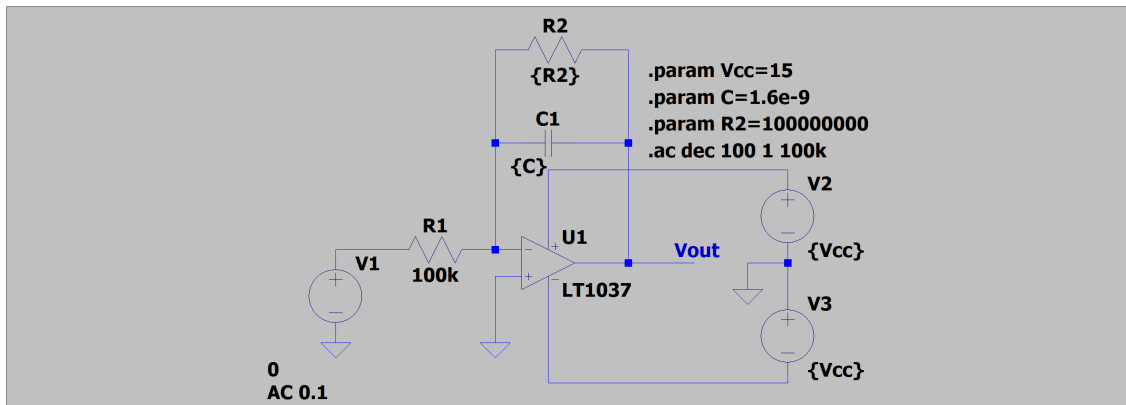 R2
{R2}
.param Vcc=15
.param C=1.6e-9
.param R2=100000000
.ac dec 100 1 100k
C1
{C}
V2
{Vcc}
R1
100k
U1
LT1037
Vout
V1
0
AC 0.1
V3
{Vcc}